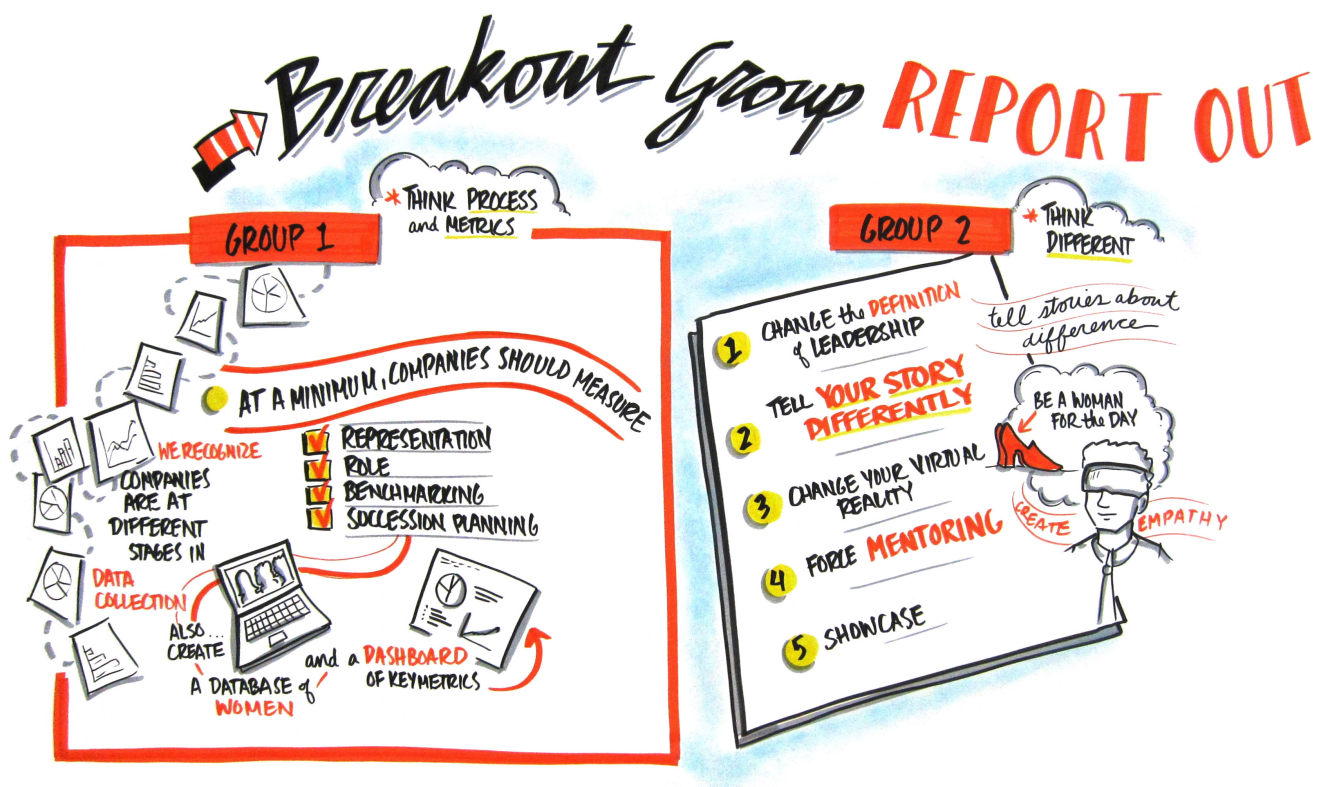 Breakout Group REPORT OUT
GROUP 1
* THINK PROCESS
and METRICS
AT A MINIMUM, COMPANIES SHOULD MEASURE
REPRESENTATION
ROLE
BENCHMARKING
SUCCESSION PLANNING
WE RECOGNIZE
COMPANIES
ARE AT
DIFFERENT
STAGES IN
DATA
COLLECTION
ALSO...
CREATE
A DATABASE of
WOMEN
and a DASHBOARD
OF KEY METRICS
GROUP 2
* THINK
DIFFERENT
1 CHANGE the DEFINITION
of LEADERSHIP
2 TELL YOUR STORY
DIFFERENTLY
3 CHANGE YOUR VIRTUAL
REALITY
4 FORCE MENTORING
5 SHOWCASE
tell stories about
difference
BE A WOMAN
FOR the DAY
CREATE EMPATHY